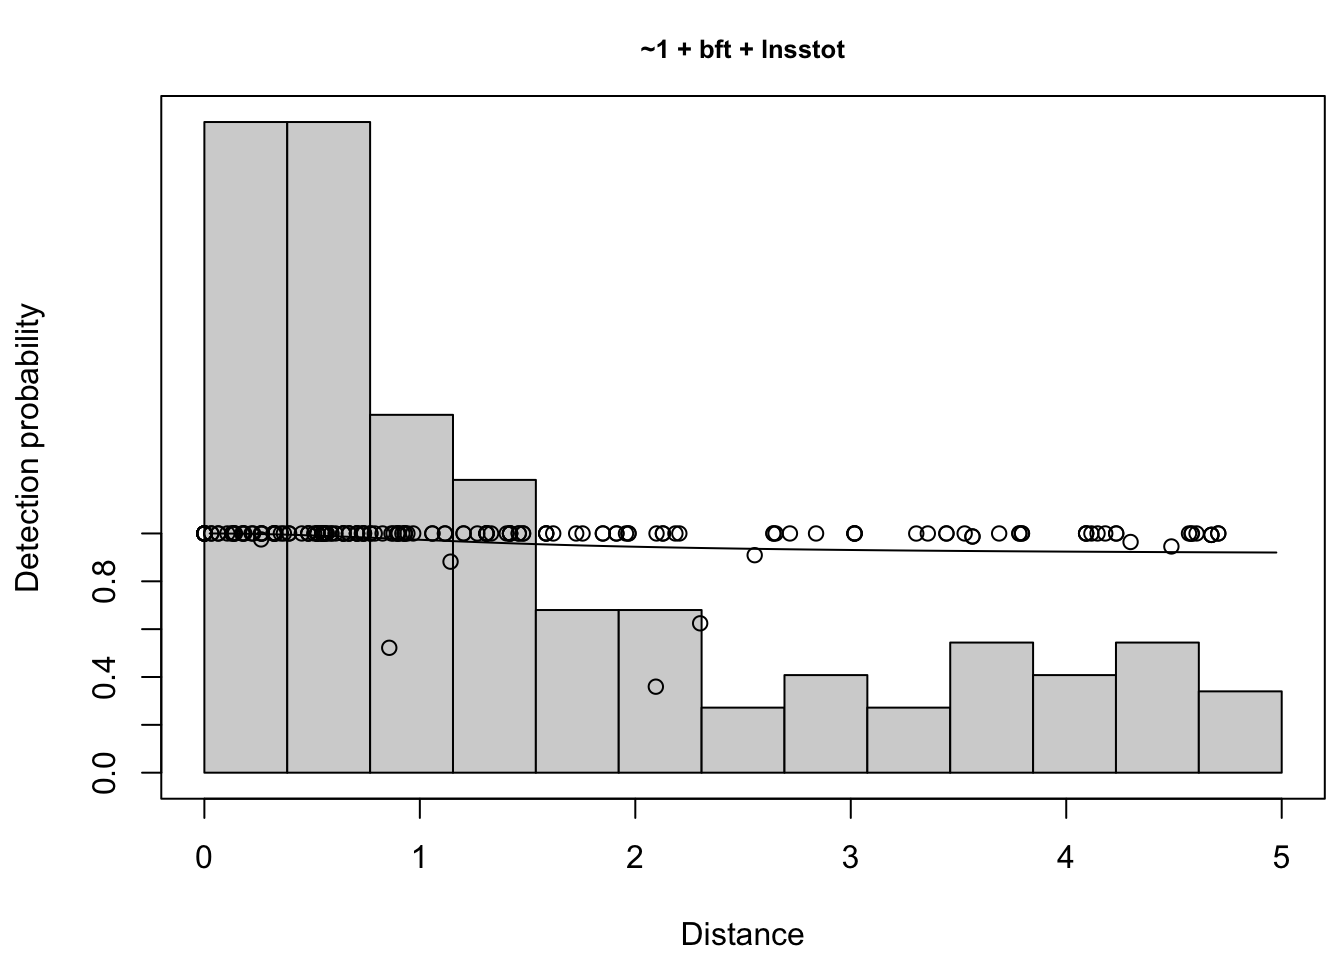 ~1 + bft + lnsstot
Detection probability
0.8
0.4
0.0
0 1 2 3 4 5
Distance